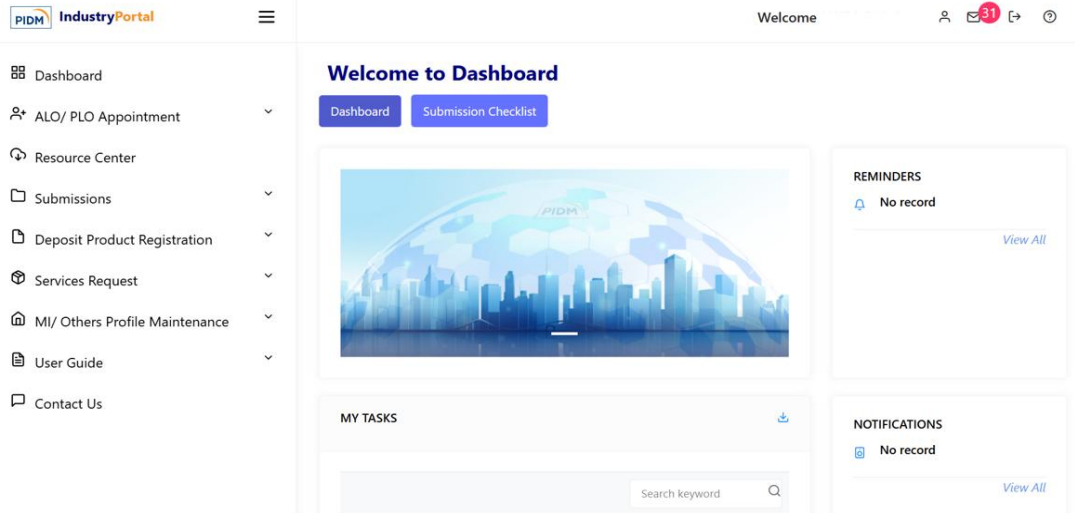 PIDM IndustryPortal
Welcome
31
Dashboard
ALO/ PLO Appointment
Resource Center
Submissions
Deposit Product Registration
Services Request
MI/ Others Profile Maintenance
User Guide
Contact Us
Welcome to Dashboard
Dashboard
Submission Checklist
PIDM
REMINDERS
No record
View All
MY TASKS
Search keyword
NOTIFICATIONS
No record
View All